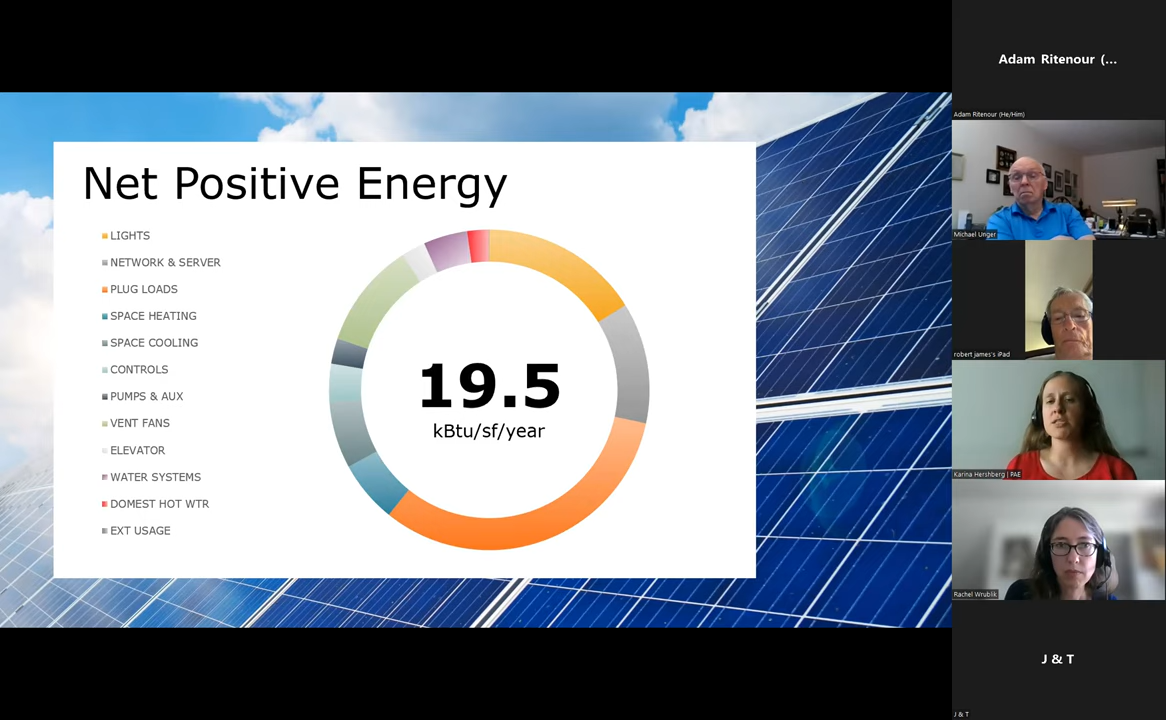 Net Positive Energy
LIGHTS
NETWORK & SERVER
PLUG LOADS
SPACE HEATING
SPACE COOLING
CONTROLS
PUMPS & AUX
VENT FANS
ELEVATOR
WATER SYSTEMS
DOMEST HOT WTR
EXT USAGE
19.5
kBtu/sf/year
Adam Ritenour (...
Adam Ritenour (He/Him)
Michael Unger
robert james's iPad
Karina Hershberg | PAE
Rachel Wrublik
J & T
J & T